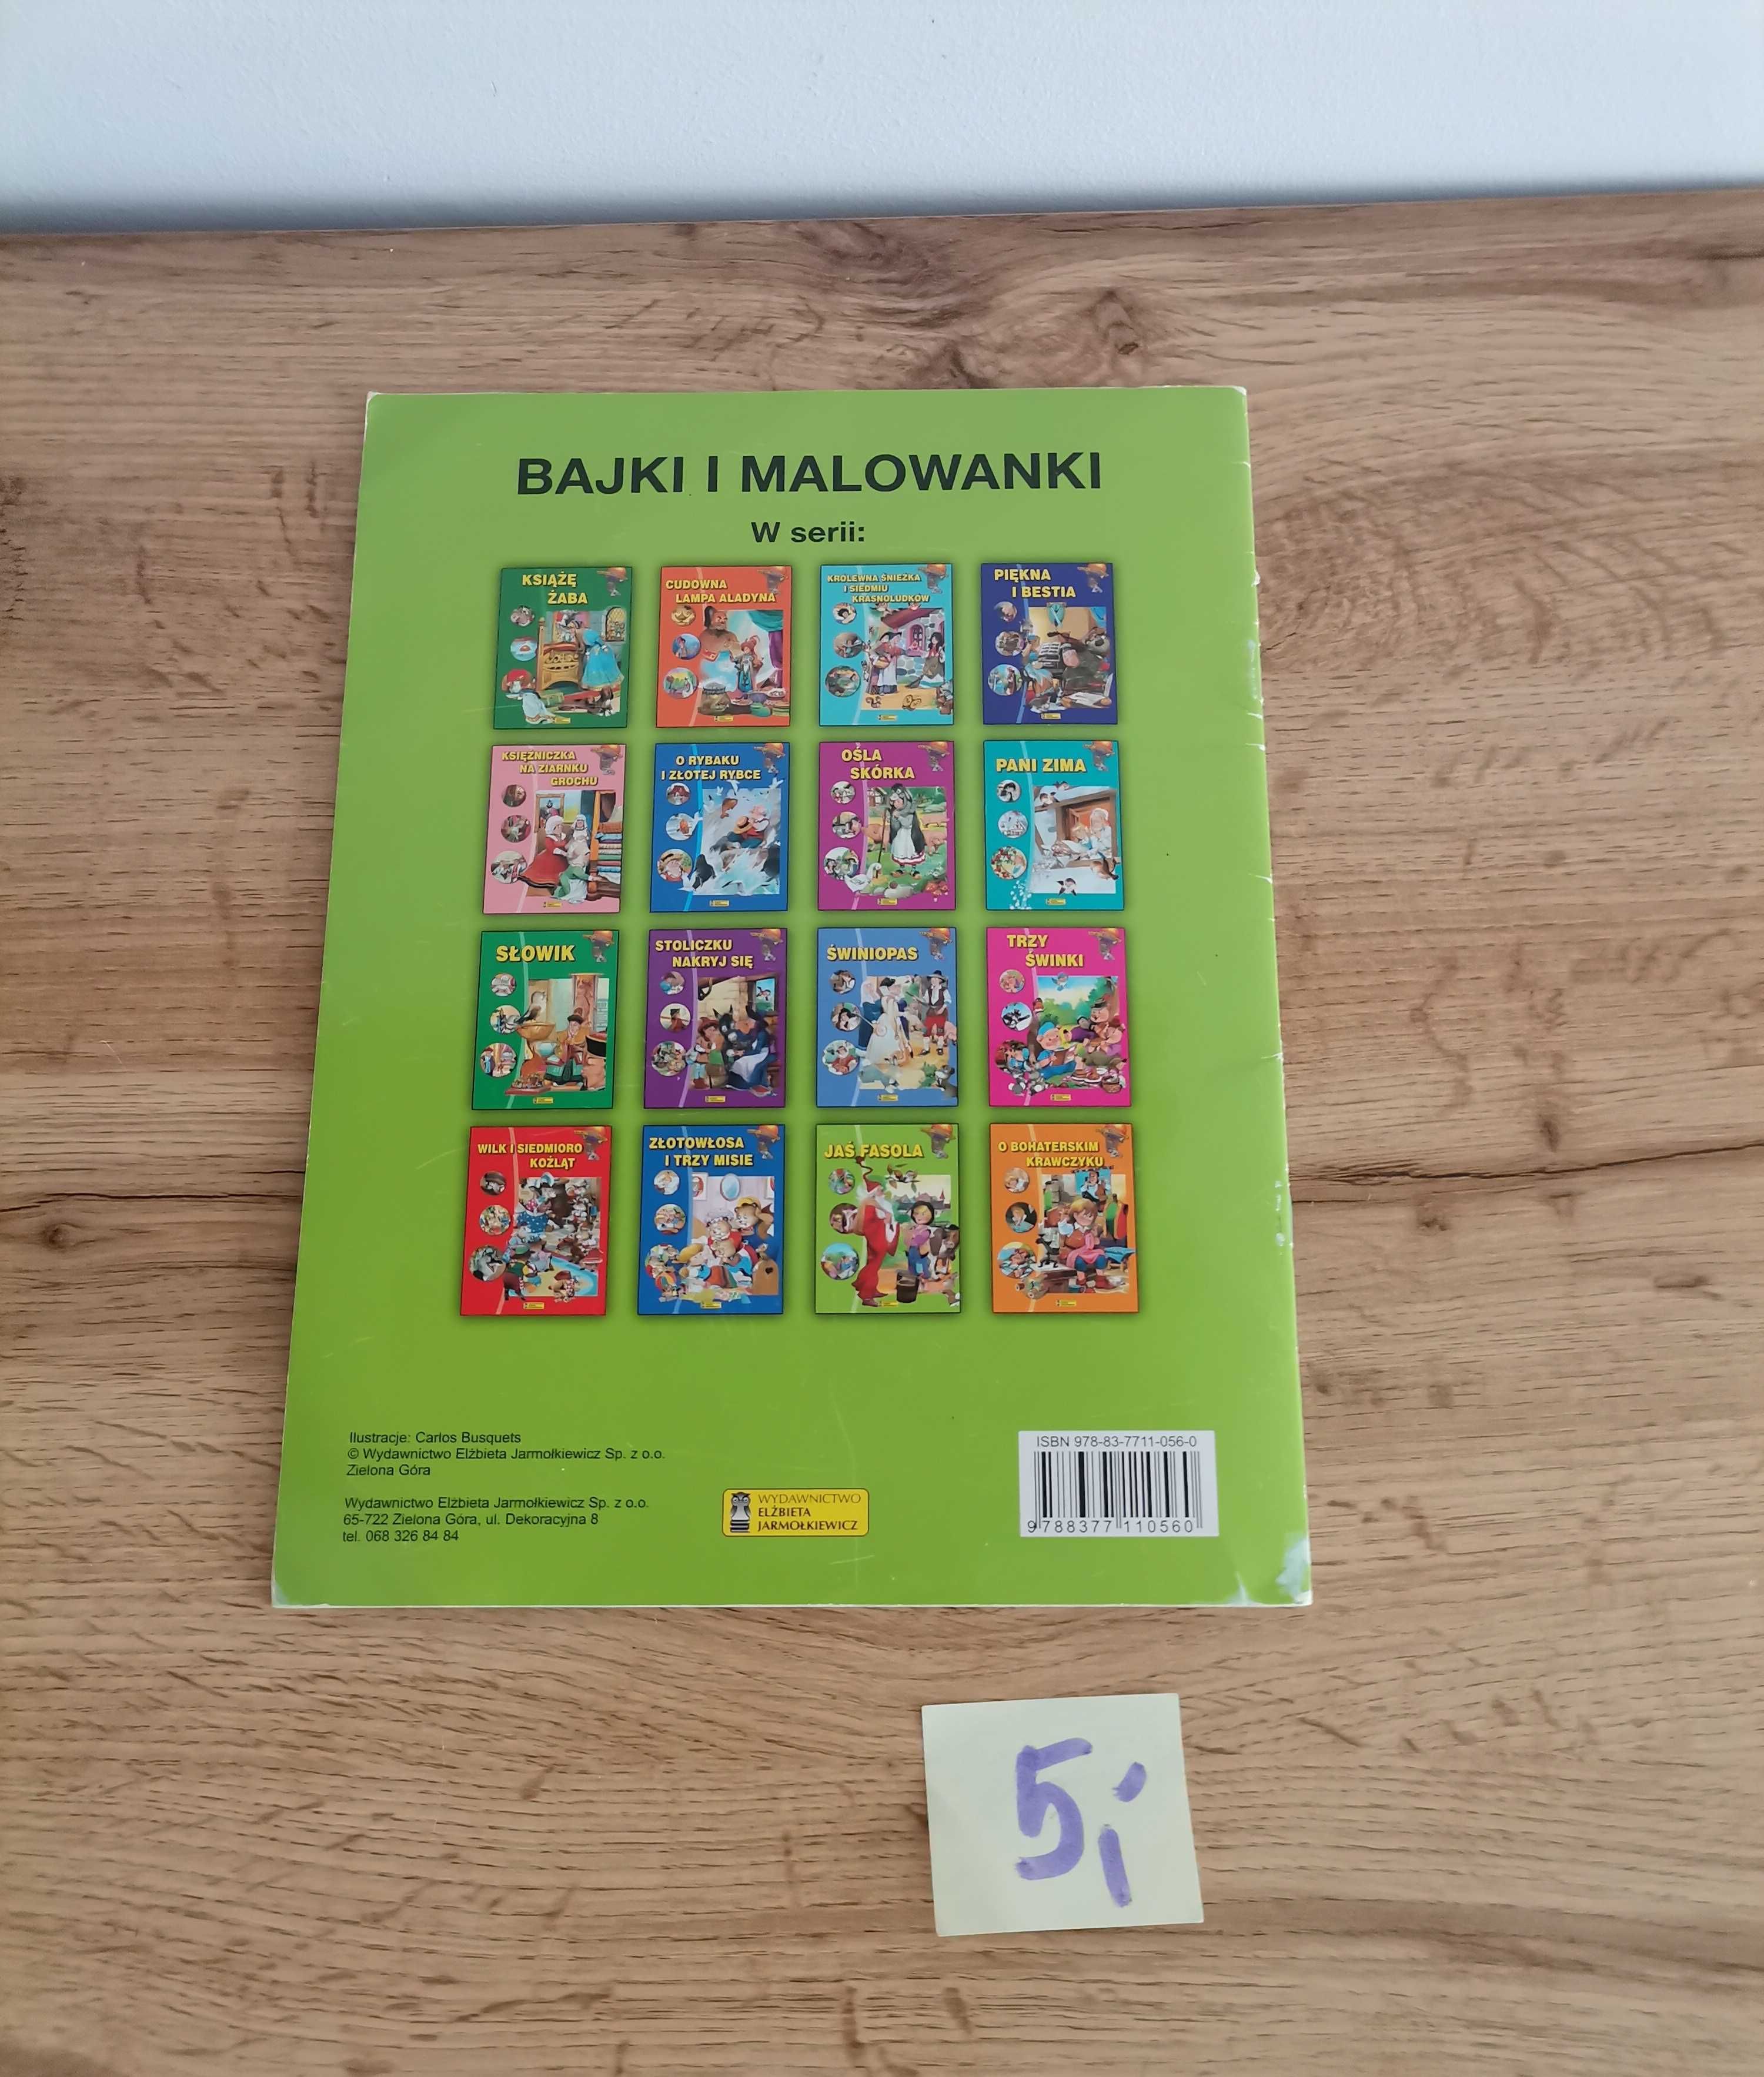 BAJKI I MALOWANKI
W serii:
KSIĄŻĘ
ŻABA
CUDOWNA
LAMPA ALADYNA
KRÓLEWNA ŚNIEŻKA
I SIEDMIU
KRASNOLUDKÓW
PIĘKNA
I BESTIA
KSIĘŻNICZKA
NA ZIARNKU
GROCHU
O RYBAKU
I ZŁOTEJ RYBCE
OŚLA
SKÓRKA
PANI ZIMA
SŁOWIK
STOLICZKU
NAKRYJ SIĘ
ŚWINIOPAS
TRZY
ŚWINKI
WILK I SIEDMIORO
KOŹLĄT
ZŁOTOWŁOSA
I TRZY MISIE
JAŚ FASOLA
O BOHATERSKIM
KRAWCZYKU
Ilustracje: Carlos Busquets
© Wydawnictwo Elżbieta Jarmołkiewicz Sp. z o.o.
Zielona Góra
Wydawnictwo Elżbieta Jarmołkiewicz Sp. z o.o.
65-722 Zielona Góra, ul. Dekoracyjna 8
tel. 068 326 84 84
WYDAWNICTWO
ELŻBIETA
JARMOŁKIEWICZ
ISBN 978-83-7711-056-0
9 788377 110560
5,-